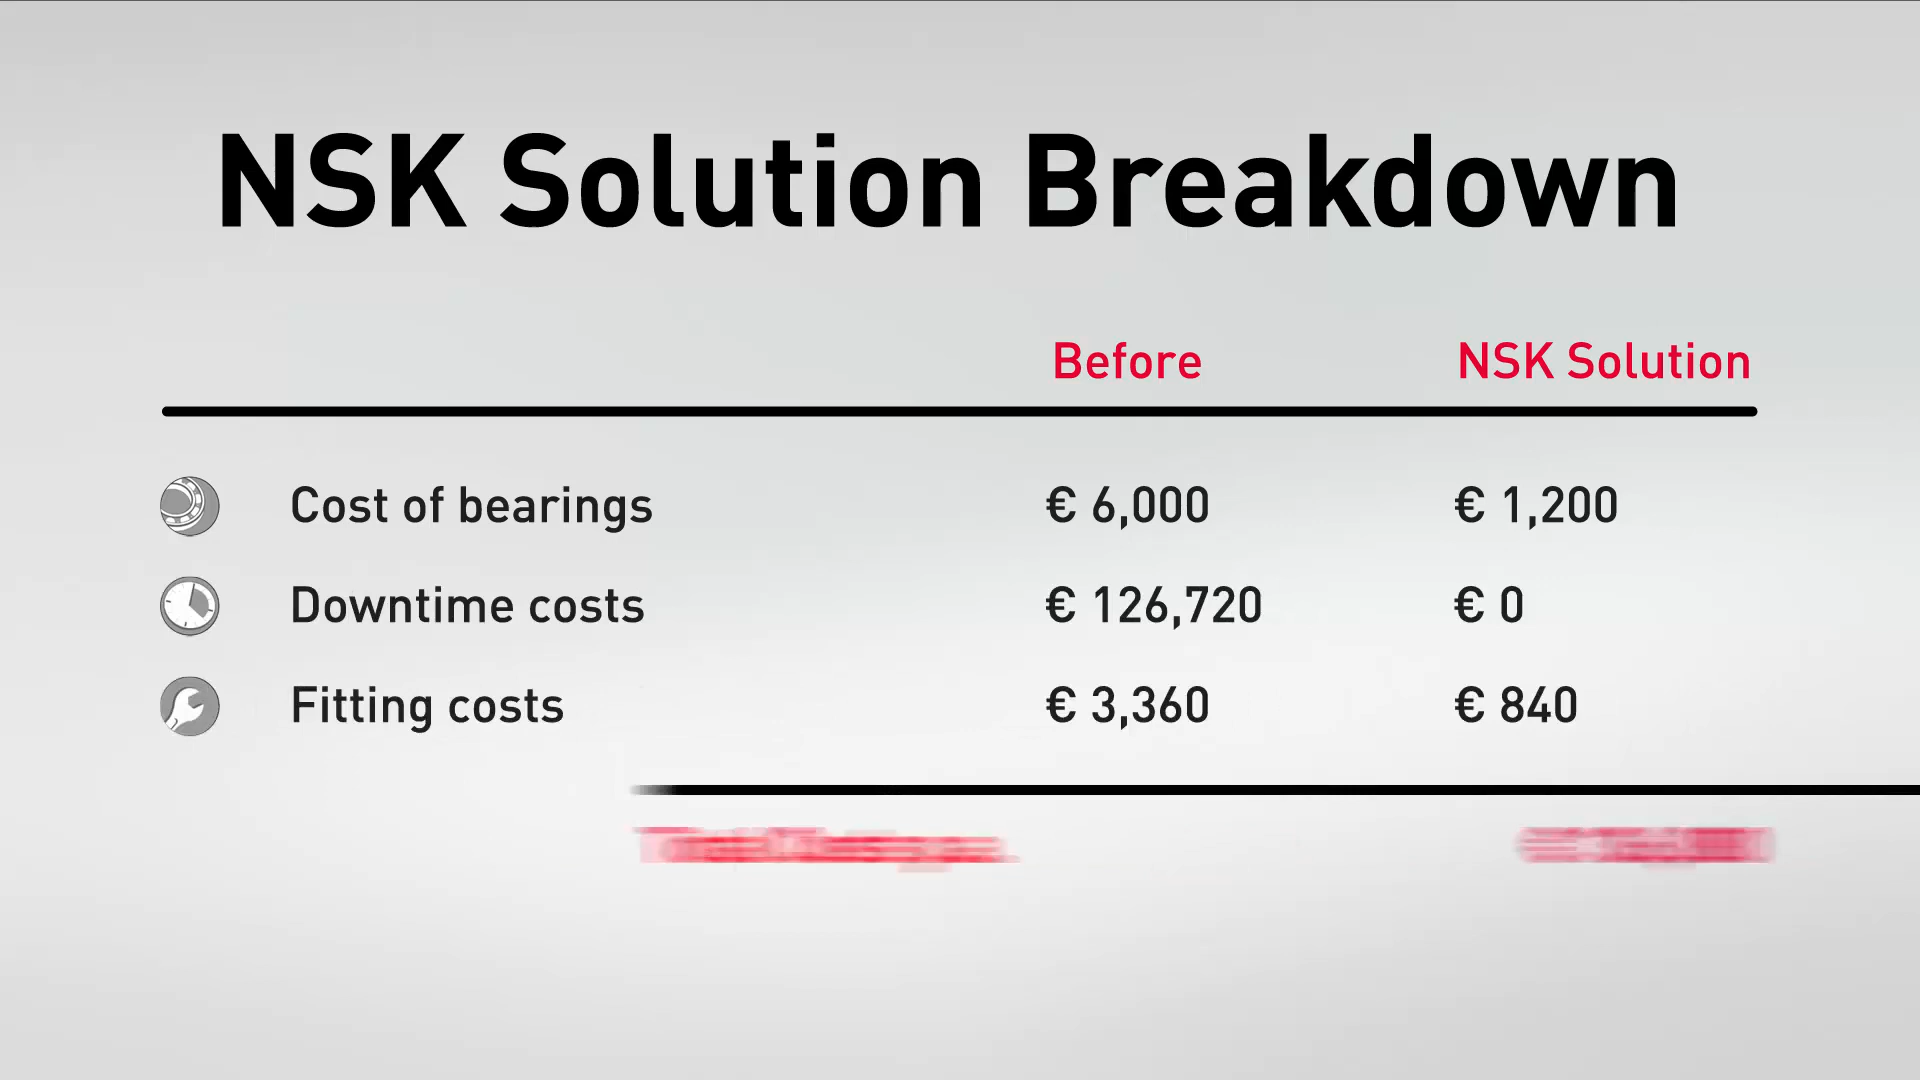 NSK Solution Breakdown
Before NSK Solution
Cost of bearings € 6,000 € 1,200
Downtime costs € 126,720 € 0
Fitting costs € 3,360 € 840